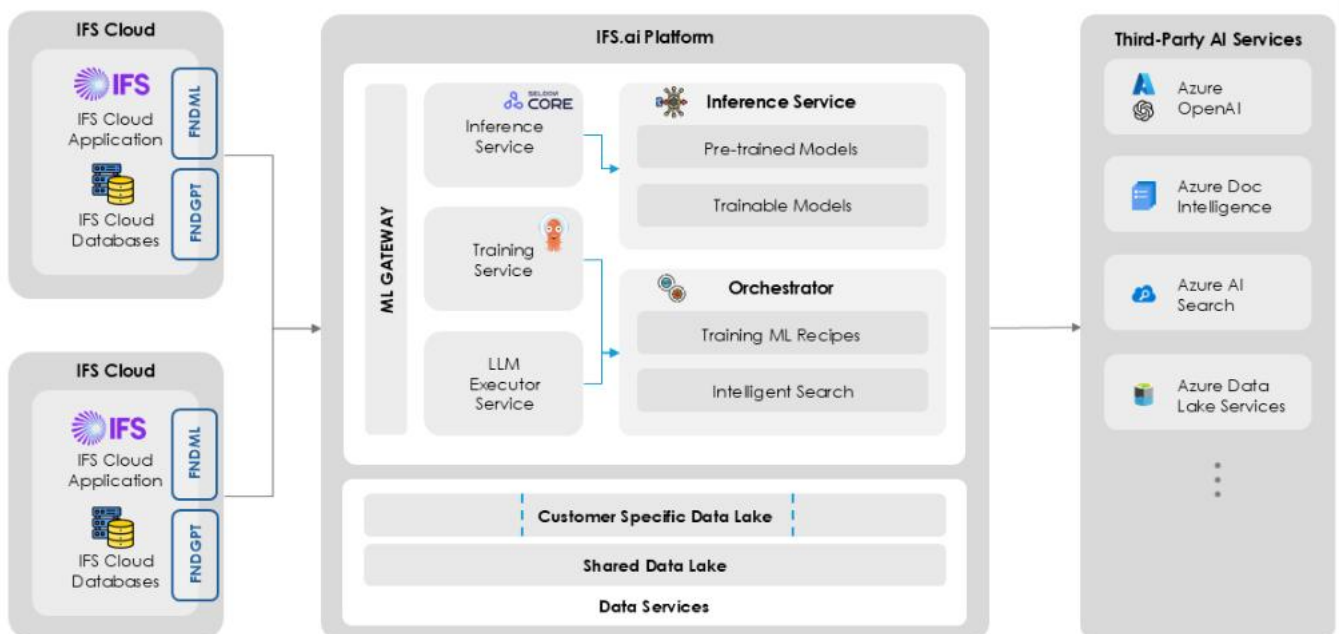 IFS Cloud
IFS
IFS Cloud
Application
IFS Cloud
Databases
FNDML
FNDGPT
IFS Cloud
IFS
IFS Cloud
Application
IFS Cloud
Databases
FNDML
FNDGPT
IFS.ai Platform
ML GATEWAY
SELDON
CORE
Inference
Service
Training
Service
LLM
Executor
Service
Inference Service
Pre-trained Models
Trainable Models
Orchestrator
Training ML Recipes
Intelligent Search
Customer Specific Data Lake
Shared Data Lake
Data Services
Third-Party AI Services
Azure
OpenAI
Azure Doc
Intelligence
Azure AI
Search
Azure Data
Lake Services